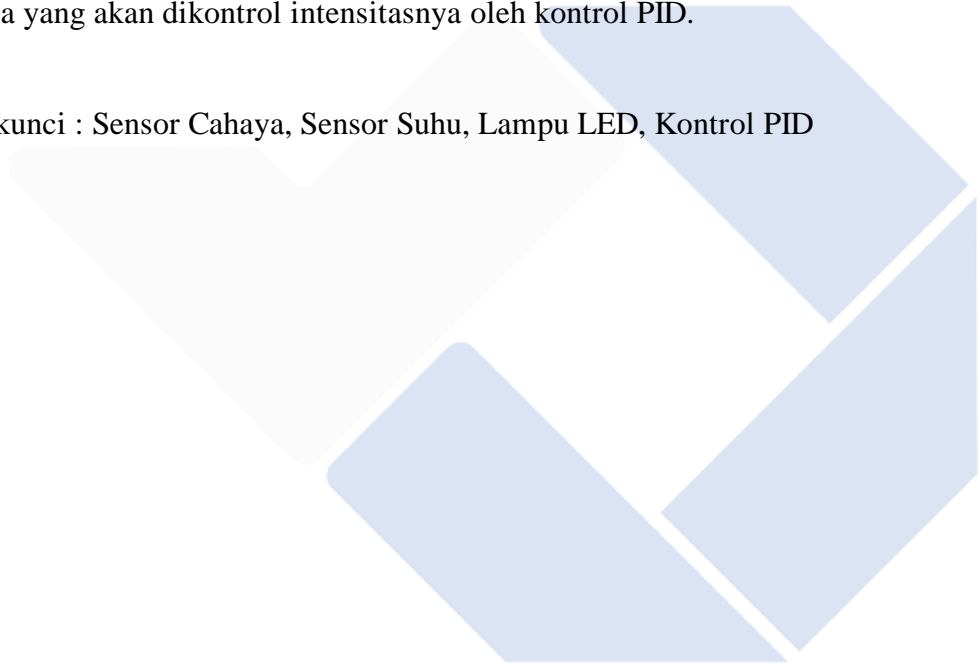 a yang akan dikontrol intensitasnya oleh kontrol PID.
kunci : Sensor Cahaya, Sensor Suhu, Lampu LED, Kontrol PID